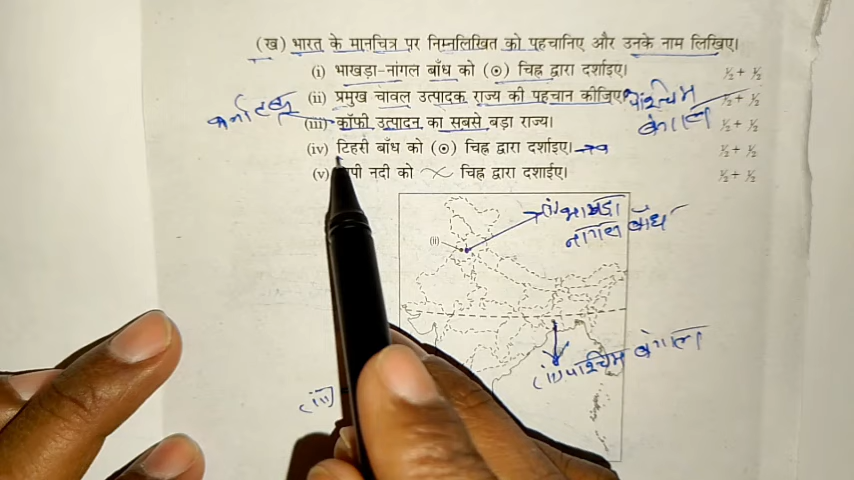 (ख) भारत के मानचित्र पर निम्नलिखित को पहचानिए और उनके नाम लिखिए।
(i) भाखड़ा-नांगल बाँध को (⊙) चिह्न द्वारा दर्शाइए। ½ + ½
(ii) प्रमुख चावल उत्पादक राज्य की पहचान कीजिए पश्चिम बंगाल ½ + ½
कर्नाटक (iii) कॉफी उत्पादन का सबसे बड़ा राज्य। ½ + ½
(iv) टिहरी बाँध को (⊙) चिह्न द्वारा दर्शाइए। ½ + ½
(v) नदी को चिह्न द्वारा दर्शाईए। ½ + ½
(i) भाखड़ा
नागल बाँध
(ii)
(ii) पश्चिम बंगाल
(iii)